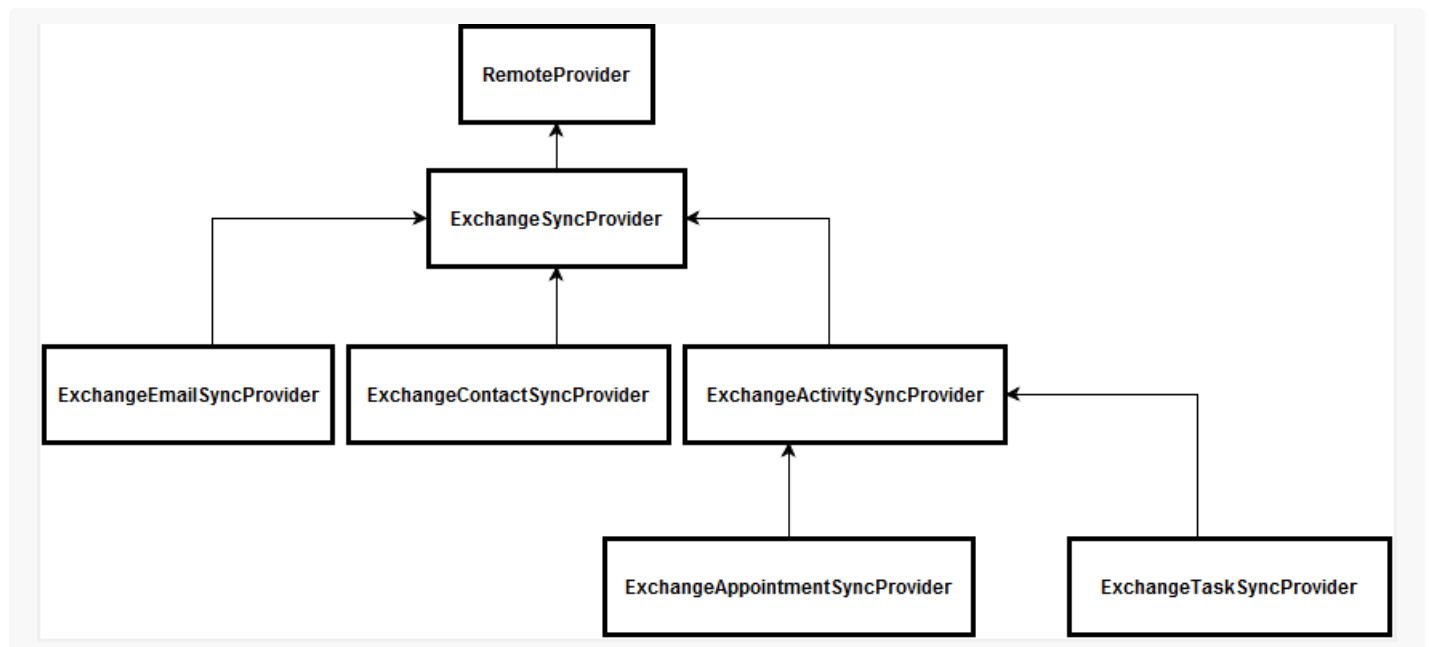 RemoteProvider
ExchangeSyncProvider
ExchangeEmailSyncProvider
ExchangeContactSyncProvider
ExchangeActivitySyncProvider
ExchangeAppointmentSyncProvider
ExchangeTaskSyncProvider